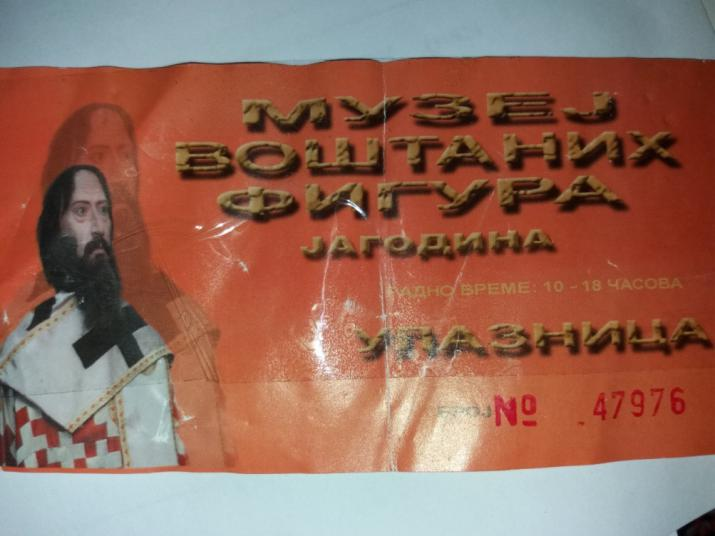 МУЗЕЈ
ВОШТАНИХ
ФИГУРА
ЈАГОДИНА
РАДНО ВРЕМЕ: 10 - 18 ЧАСОВА
УЛАЗНИЦА
БРОЈ № 47976